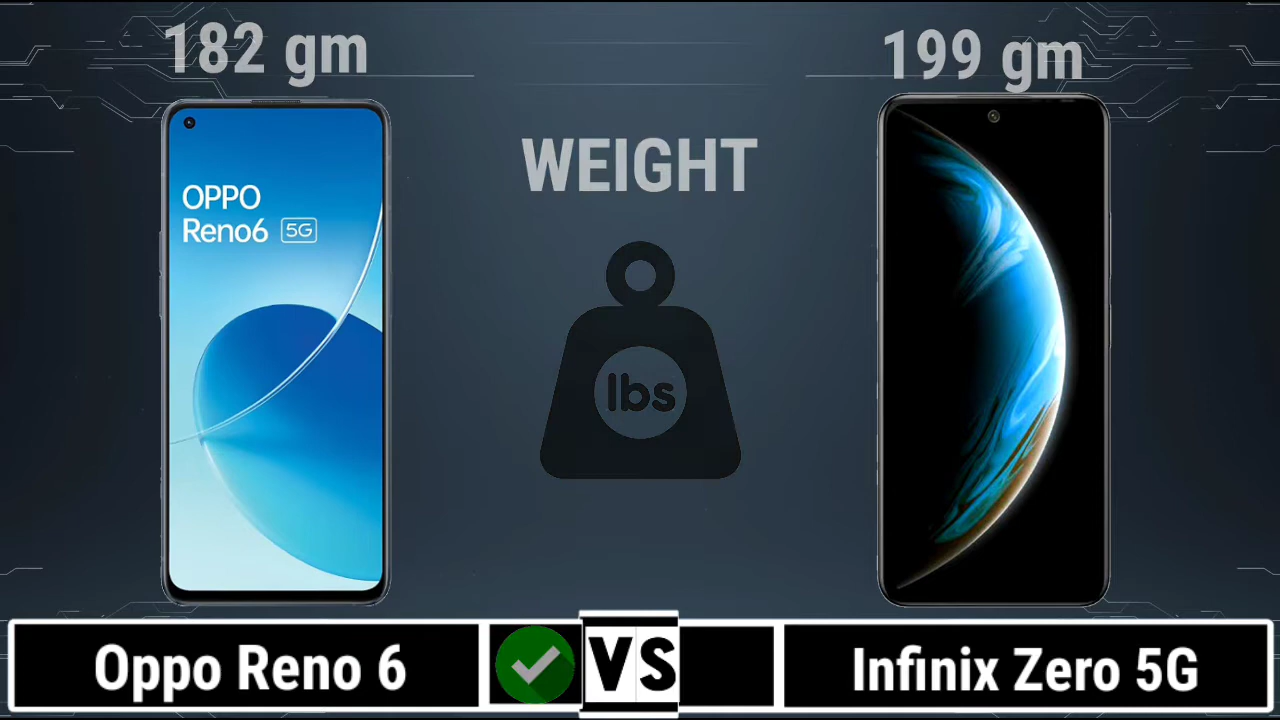 182 gm
199 gm
WEIGHT
OPPO
Reno6 5G
lbs
Oppo Reno 6
VS
Infinix Zero 5G